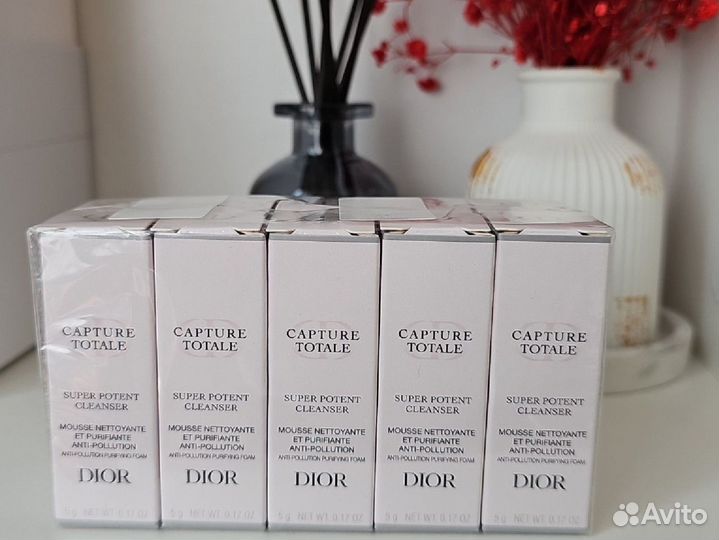 CAPTURE
TOTALE
SUPER POTENT
CLEANSER
MOUSSE NETTOYANTE
ET PURIFIANTE
ANTI-POLLUTION
ANTI-POLLUTION PURIFYING FOAM
DIOR
5 g NET WT. 0.17 OZ
CAPTURE
TOTALE
SUPER POTENT
CLEANSER
MOUSSE NETTOYANTE
ET PURIFIANTE
ANTI-POLLUTION
ANTI-POLLUTION PURIFYING FOAM
DIOR
5 g NET WT. 0.17 OZ
CAPTURE
TOTALE
SUPER POTENT
CLEANSER
MOUSSE NETTOYANTE
ET PURIFIANTE
ANTI-POLLUTION
ANTI-POLLUTION PURIFYING FOAM
DIOR
5 g NET WT. 0.17 OZ
CAPTURE
TOTALE
SUPER POTENT
CLEANSER
MOUSSE NETTOYANTE
ET PURIFIANTE
ANTI-POLLUTION
ANTI-POLLUTION PURIFYING FOAM
DIOR
5 g NET WT. 0.17 OZ
CAPTURE
TOTALE
SUPER POTENT
CLEANSER
MOUSSE NETTOYANTE
ET PURIFIANTE
ANTI-POLLUTION
ANTI-POLLUTION PURIFYING FOAM
DIOR
5 g NET WT. 0.17 OZ
Avito